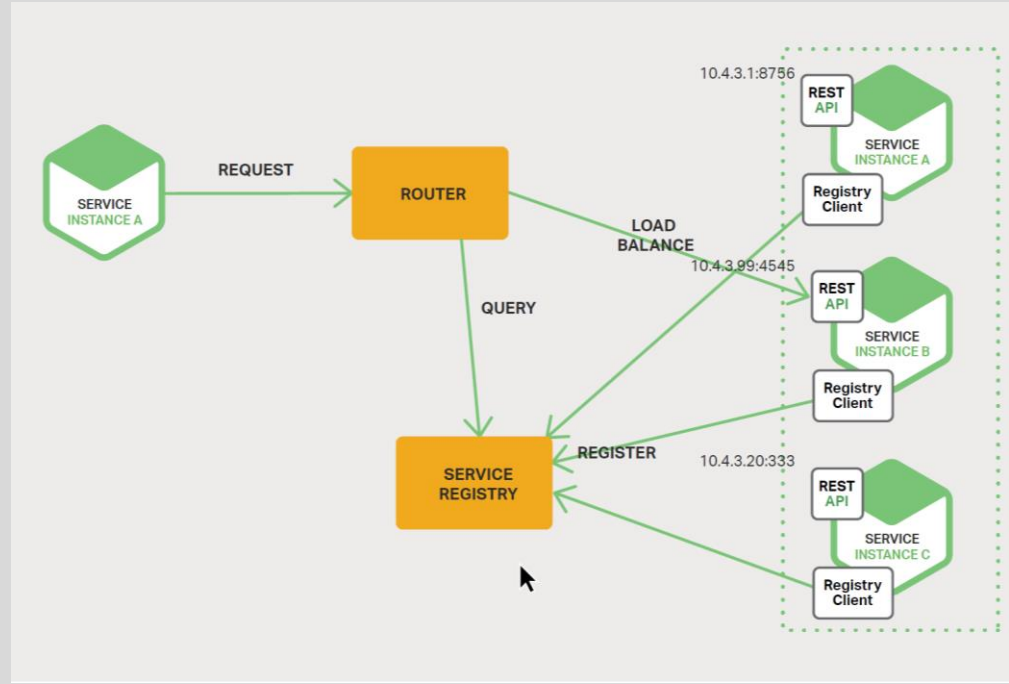 10.4.3.1:8756
REST
API
SERVICE
INSTANCE A
Registry
Client
SERVICE
INSTANCE A
REQUEST
ROUTER
LOAD
BALANCE
10.4.3.99:4545
REST
API
SERVICE
INSTANCE B
Registry
Client
QUERY
SERVICE
REGISTRY
REGISTER
10.4.3.20:333
REST
API
SERVICE
INSTANCE C
Registry
Client